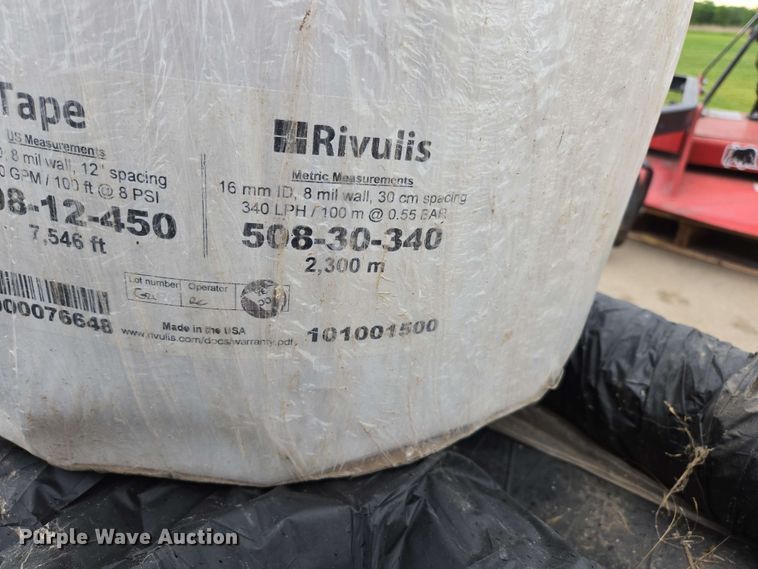 Tape
US Measurements
8 mil wall, 12" spacing
GPM / 100 ft @ 8 PSI
08-12-450
7,546 ft
Rivulis
Metric Measurements
16 mm ID, 8 mil wall, 30 cm spacing
340 LPH / 100 m @ 0.55 BAR
508-30-340
2,300 m
Lot number Operator
000076648
Made in the USA
www.rivulis.com/docs/warranty.pdf
101001500
Purple Wave Auction